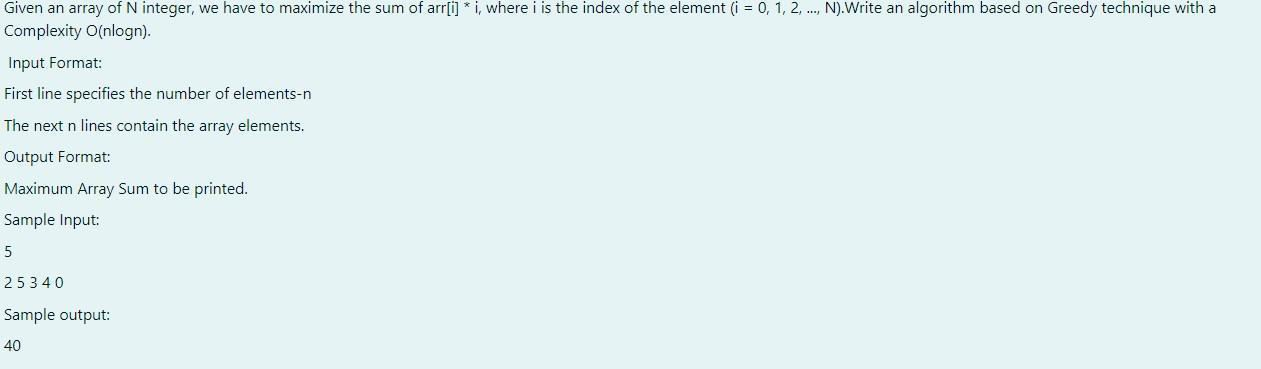 Given an array of N integer, we have to maximize the sum of arr[i] * i, where i is the index of the element (i = 0, 1, 2, ..., N).Write an algorithm based on Greedy technique with a
Complexity O(nlogn).
Input Format:
First line specifies the number of elements-n
The next n lines contain the array elements.
Output Format:
Maximum Array Sum to be printed.
Sample Input:
5
2 5 3 4 0
Sample output:
40